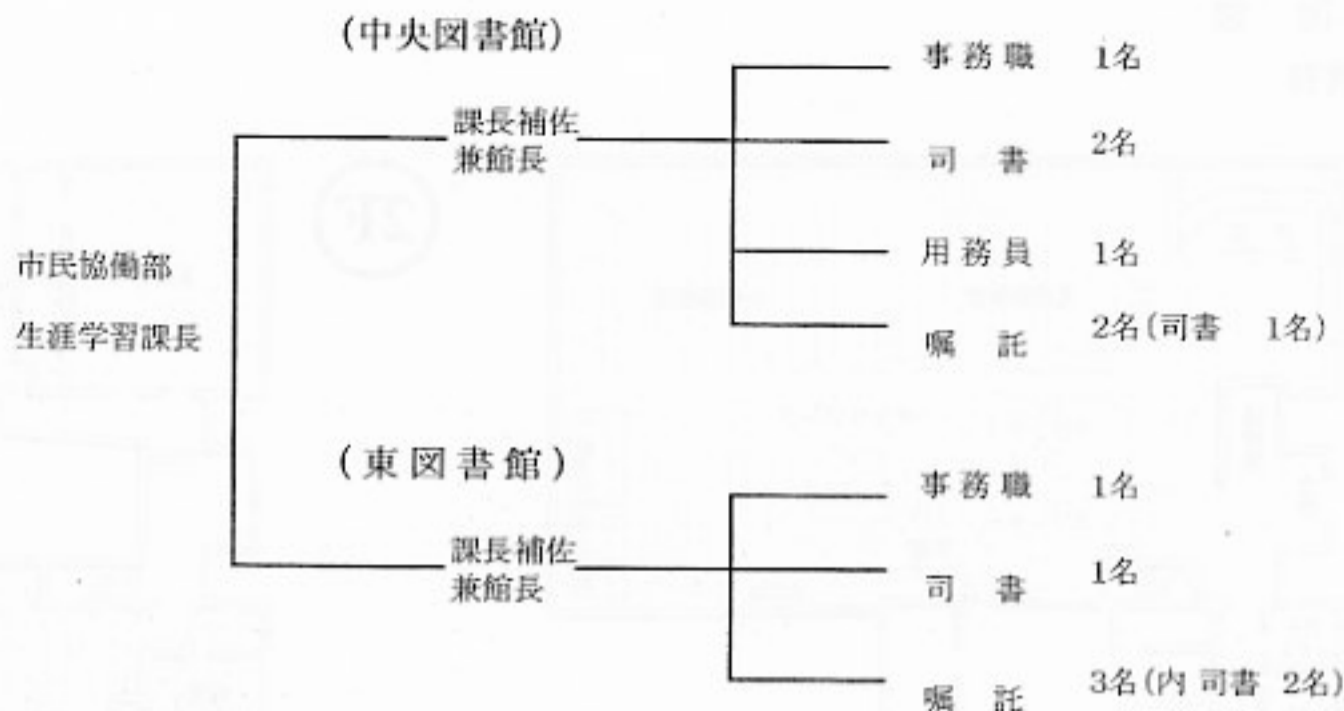 (中央図書館)
事務職 1名
課長補佐
兼館長
司書 2名
用務員 1名
嘱託 2名(司書 1名)
市民協働部
生涯学習課長
(東図書館)
事務職 1名
課長補佐
兼館長
司書 1名
嘱託 3名(内 司書 2名)